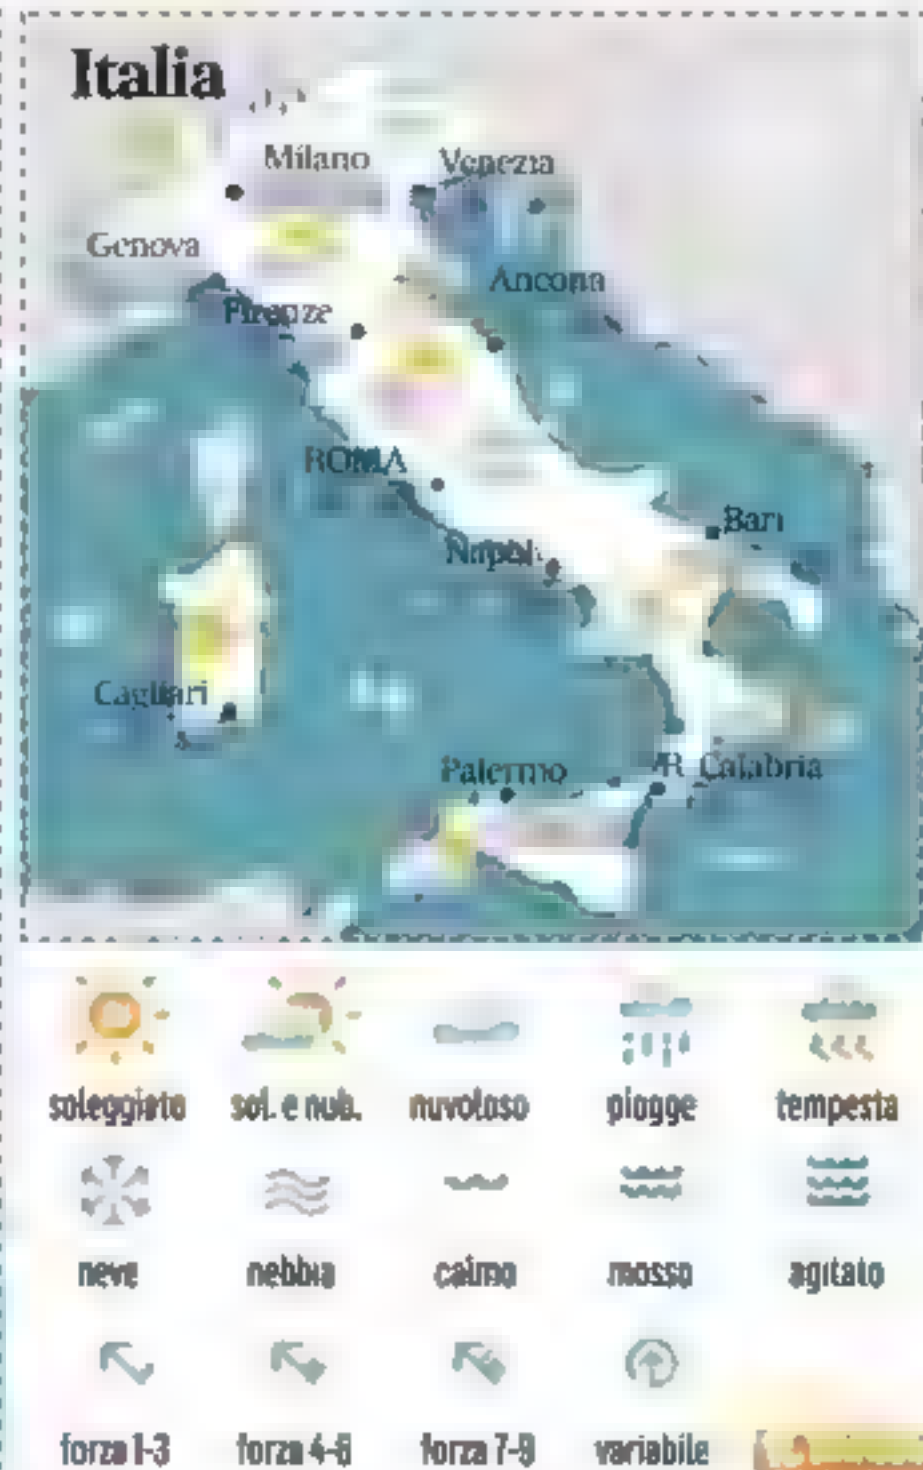 Italia
Milano
Venezia
Genova
Ancona
Firenze
ROMA
Bari
Napoli
Cagliari
Palermo
R. Calabria
soleggiato sol. e nub. nuvoloso piogge tempesta
neve nebbia calmo mosso agitato
forza 1-3 forza 4-6 forza 7-9 variabile